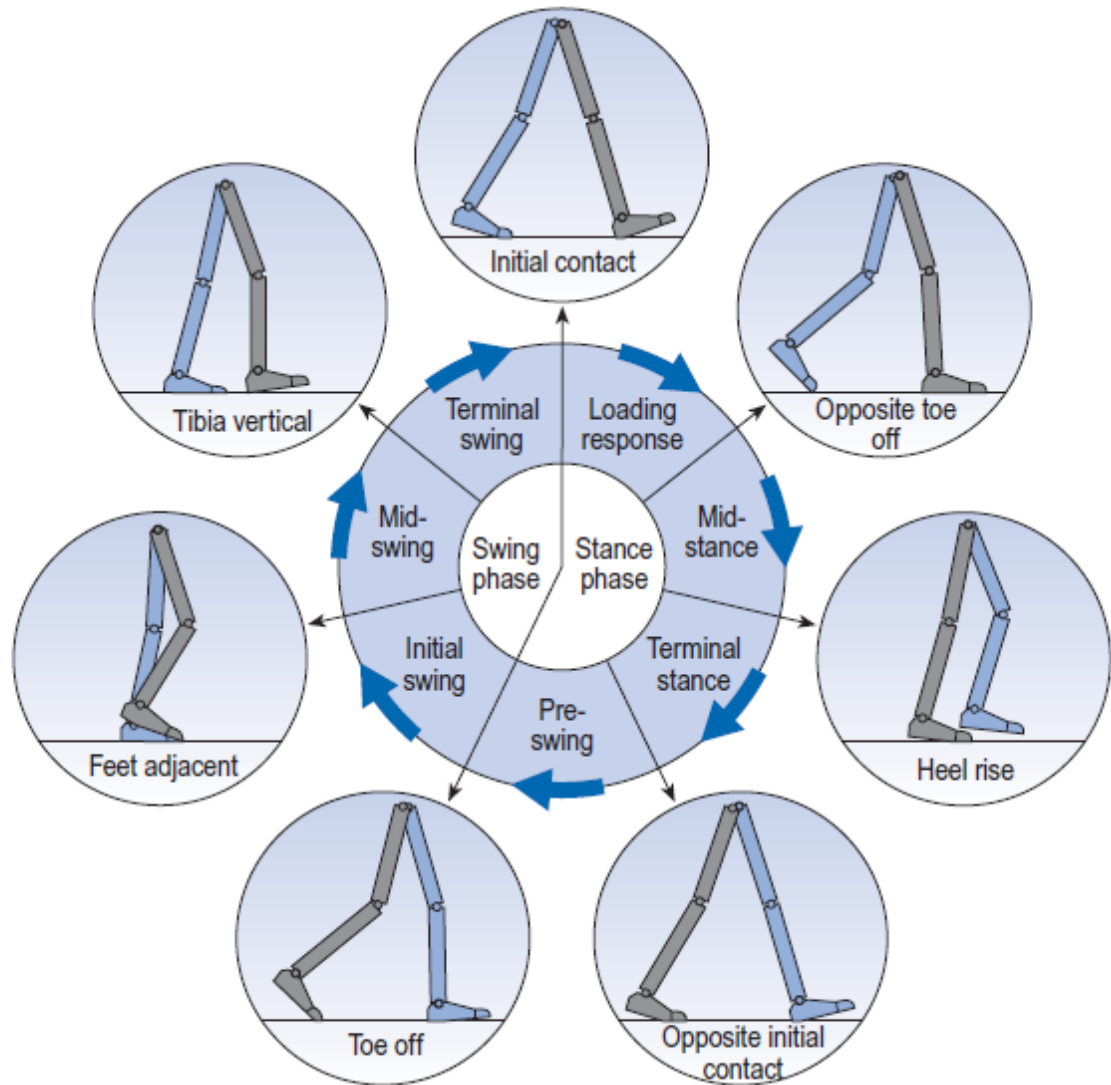 Initial contact
Tibia vertical
Opposite toe
off
Terminal
swing
Loading
response
Mid-
swing
Swing
phase
Stance
phase
Mid-
stance
Feet adjacent
Initial
swing
Pre-
swing
Terminal
stance
Heel rise
Toe off
Opposite initial
contact